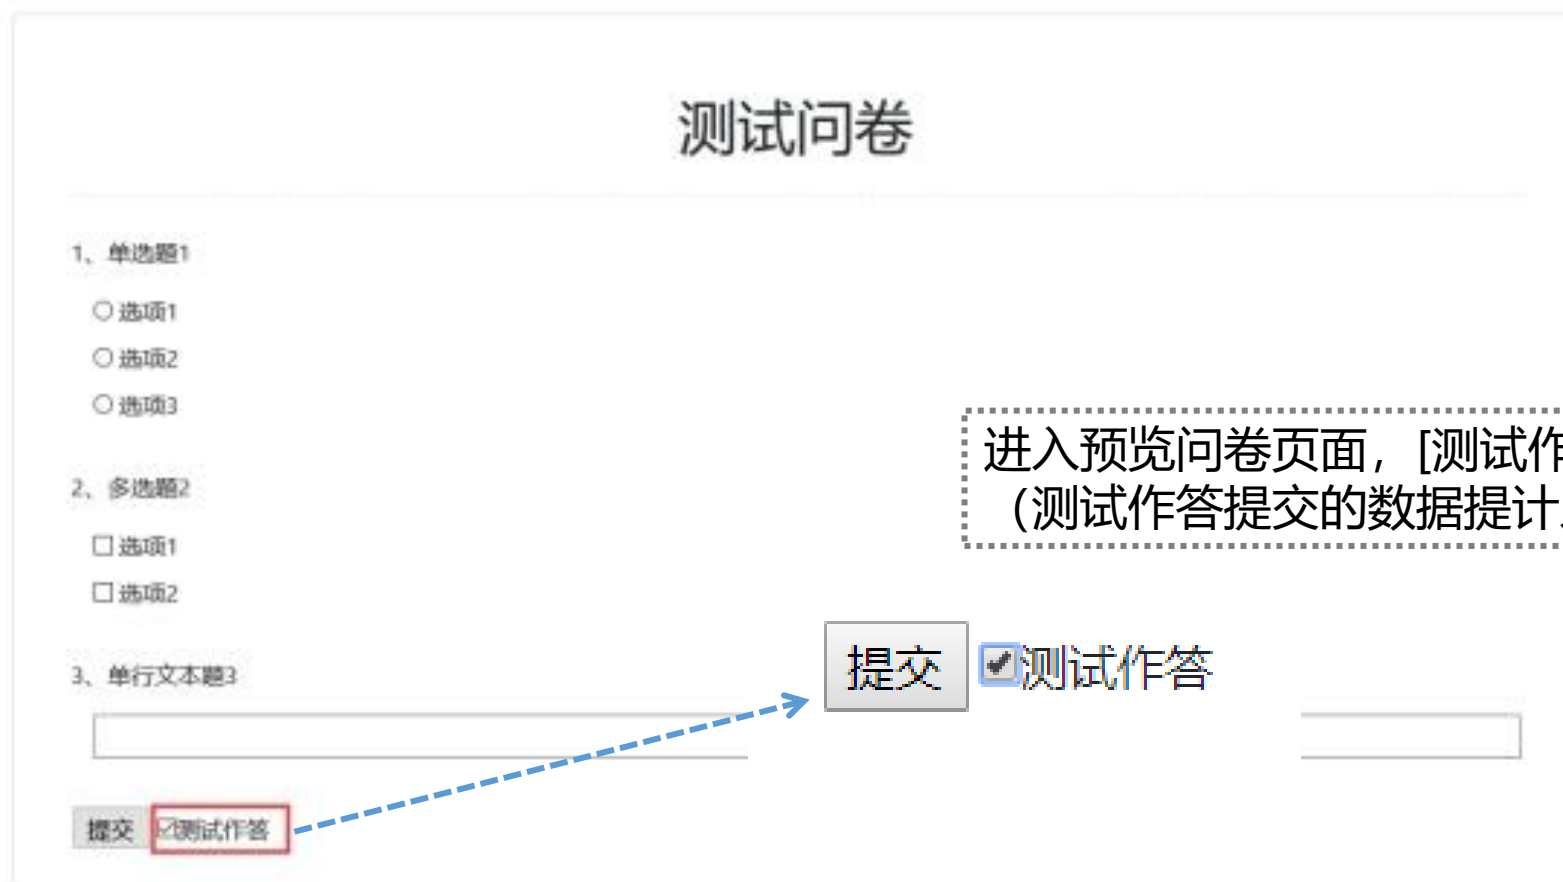 测试问卷
1、单选题1
选项1
选项2
选项3
2、多选题2
选项1
选项2
3、单行文本题3
提交 测试作答
进入预览问卷页面，[测试作
（测试作答提交的数据提计
提交 测试作答